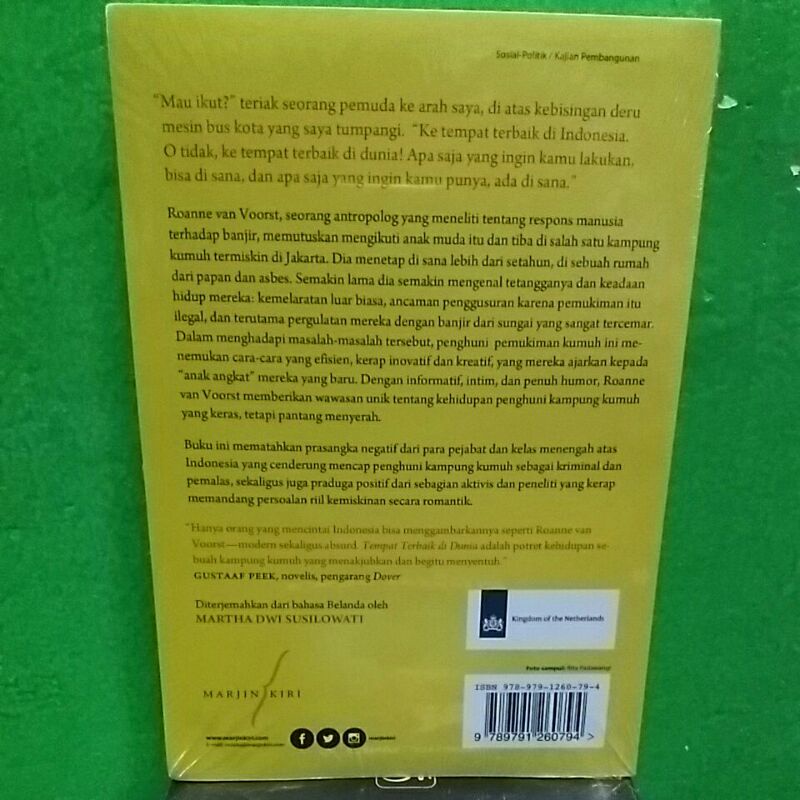 Sosial-Politik / Kajian Pembangunan
"Mau ikut?" teriak seorang pemuda ke arah saya, di atas kebisingan deru
mesin bus kota yang saya tumpangi. "Ke tempat terbaik di Indonesia.
O tidak, ke tempat terbaik di dunia! Apa saja yang ingin kamu lakukan,
bisa di sana, dan apa saja yang ingin kamu punya, ada di sana."
Roanne van Voorst, seorang antropolog yang meneliti tentang respons manusia
terhadap banjir, memutuskan mengikuti anak muda itu dan tiba di salah satu kampung
kumuh termiskin di Jakarta. Dia menetap di sana lebih dari setahun, di sebuah rumah
dari papan dan asbes. Semakin lama dia semakin mengenal tetangganya dan keadaan
hidup mereka: kemelaratan luar biasa, ancaman penggusuran karena pemukiman itu
ilegal, dan terutama pergulatan mereka dengan banjir dari sungai yang sangat tercemar.
Dalam menghadapi masalah-masalah tersebut, penghuni pemukiman kumuh ini me-
nemukan cara-cara yang efisien, kerap inovatif dan kreatif, yang mereka ajarkan kepada
"anak angkat" mereka yang baru. Dengan informatif, intim, dan penuh humor, Roanne
van Voorst memberikan wawasan unik tentang kehidupan penghuni kampung kumuh
yang keras, tetapi pantang menyerah.
Buku ini mematahkan prasangka negatif dari para pejabat dan kelas menengah atas
Indonesia yang cenderung mencap penghuni kampung kumuh sebagai kriminal dan
pemalas, sekaligus juga praduga positif dari sebagian aktivis dan peneliti yang kerap
memandang persoalan riil kemiskinan secara romantik.
"Hanya orang yang mencintai Indonesia bisa menggambarkannya seperti Roanne van
Voorst—modern sekaligus absurd. Tempat Terbaik di Dunia adalah potret kehidupan se-
buah kampung kumuh yang menakjubkan dan begitu menyentuh."
GUSTAAF PEEK, novelis, pengarang Dover
Diterjemahkan dari bahasa Belanda oleh
MARTHA DWI SUSILOWATI
Kingdom of the Netherlands
Foto sampul: Rita Padawangi
MARJIN KIRI
ISBN 978-979-1260-79-4
www.marjinkiri.com
marjinkiri
9 789791 260794 >